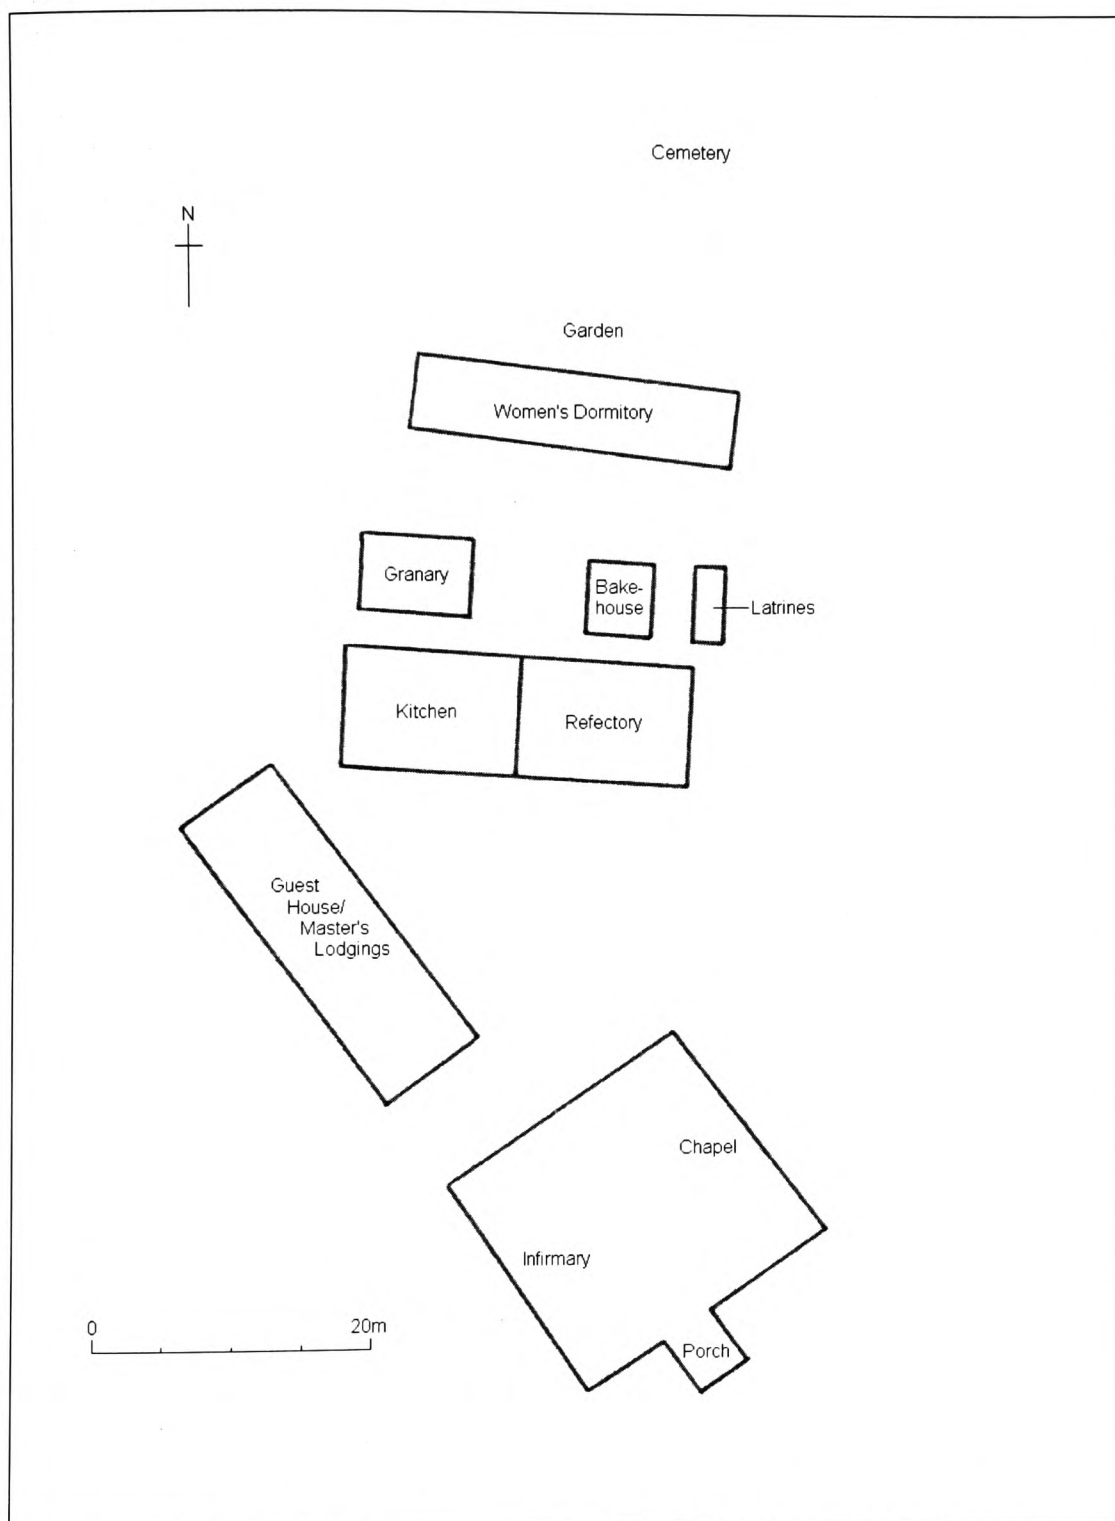 Cemetery
N
Garden
Women's Dormitory
Granary
Bake-
house
Latrines
Kitchen
Refectory
Guest
House/
Master's
Lodgings
Chapel
Infirmary
0
20m
Porch